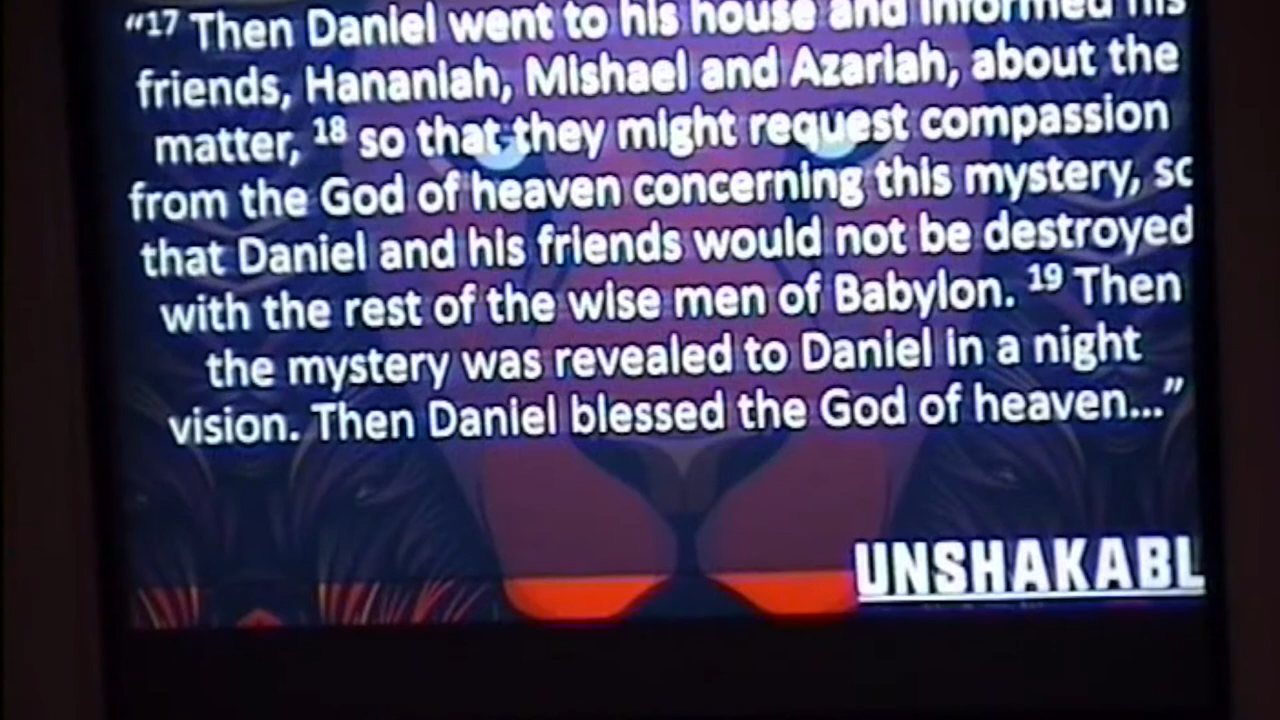 “17 Then Daniel went to his house and informed his
friends, Hananiah, Mishael and Azariah, about the
matter, 18 so that they might request compassion
from the God of heaven concerning this mystery, so
that Daniel and his friends would not be destroyed
with the rest of the wise men of Babylon. 19 Then
the mystery was revealed to Daniel in a night
vision. Then Daniel blessed the God of heaven...”
UNSHAKABL